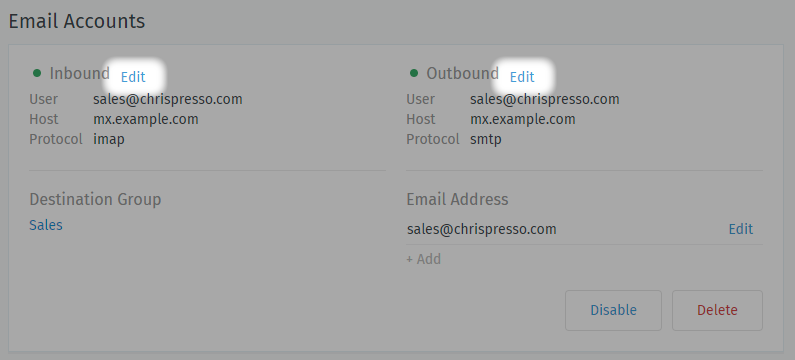 Email Accounts
Inbound Edit
User sales@chrispresso.com
Host mx.example.com
Protocol imap
Outbound Edit
User sales@chrispresso.com
Host mx.example.com
Protocol smtp
Destination Group
Sales
Email Address
sales@chrispresso.com Edit
+ Add
Disable Delete